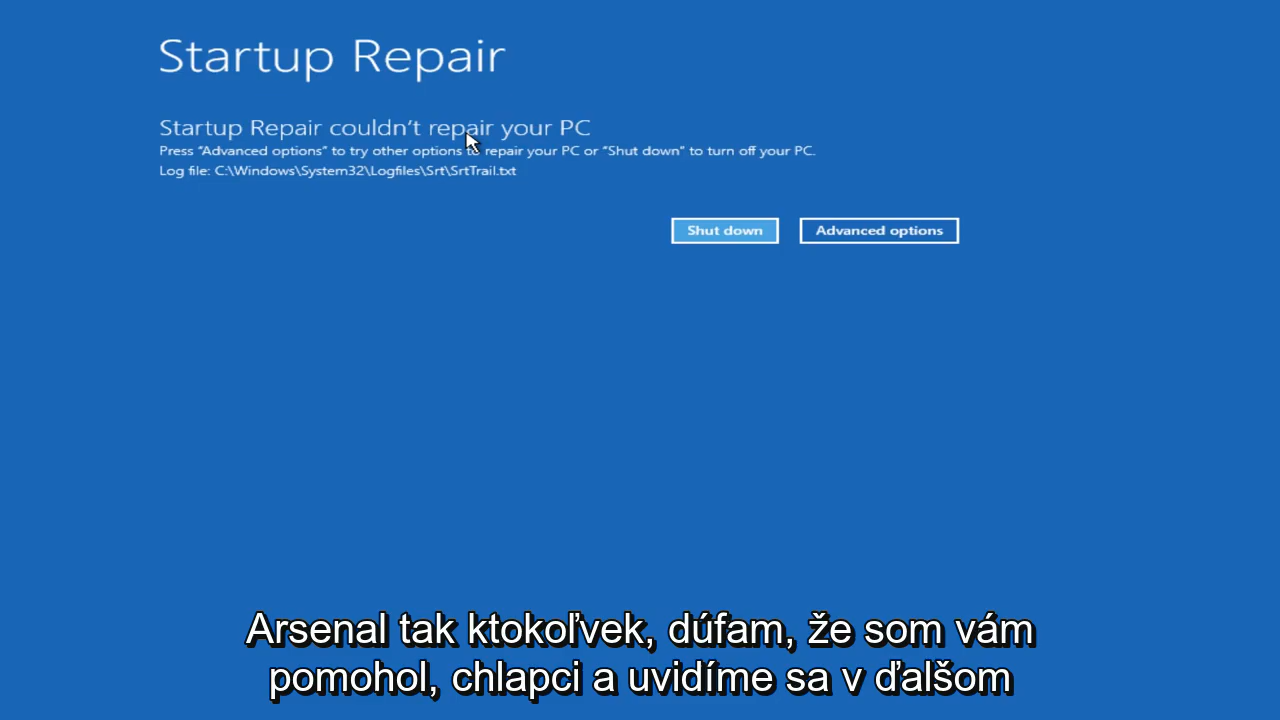 Startup Repair
Startup Repair couldn't repair your PC
Press “Advanced options” to try other options to repair your PC or “Shut down” to turn off your PC.
Log file: C:\Windows\System32\Logfiles\Srt\SrtTrail.txt
Shut down
Advanced options
Arsenal tak ktokoľvek, dúfam, že som vám
pomohol, chlapci a uvidíme sa v ďalšom